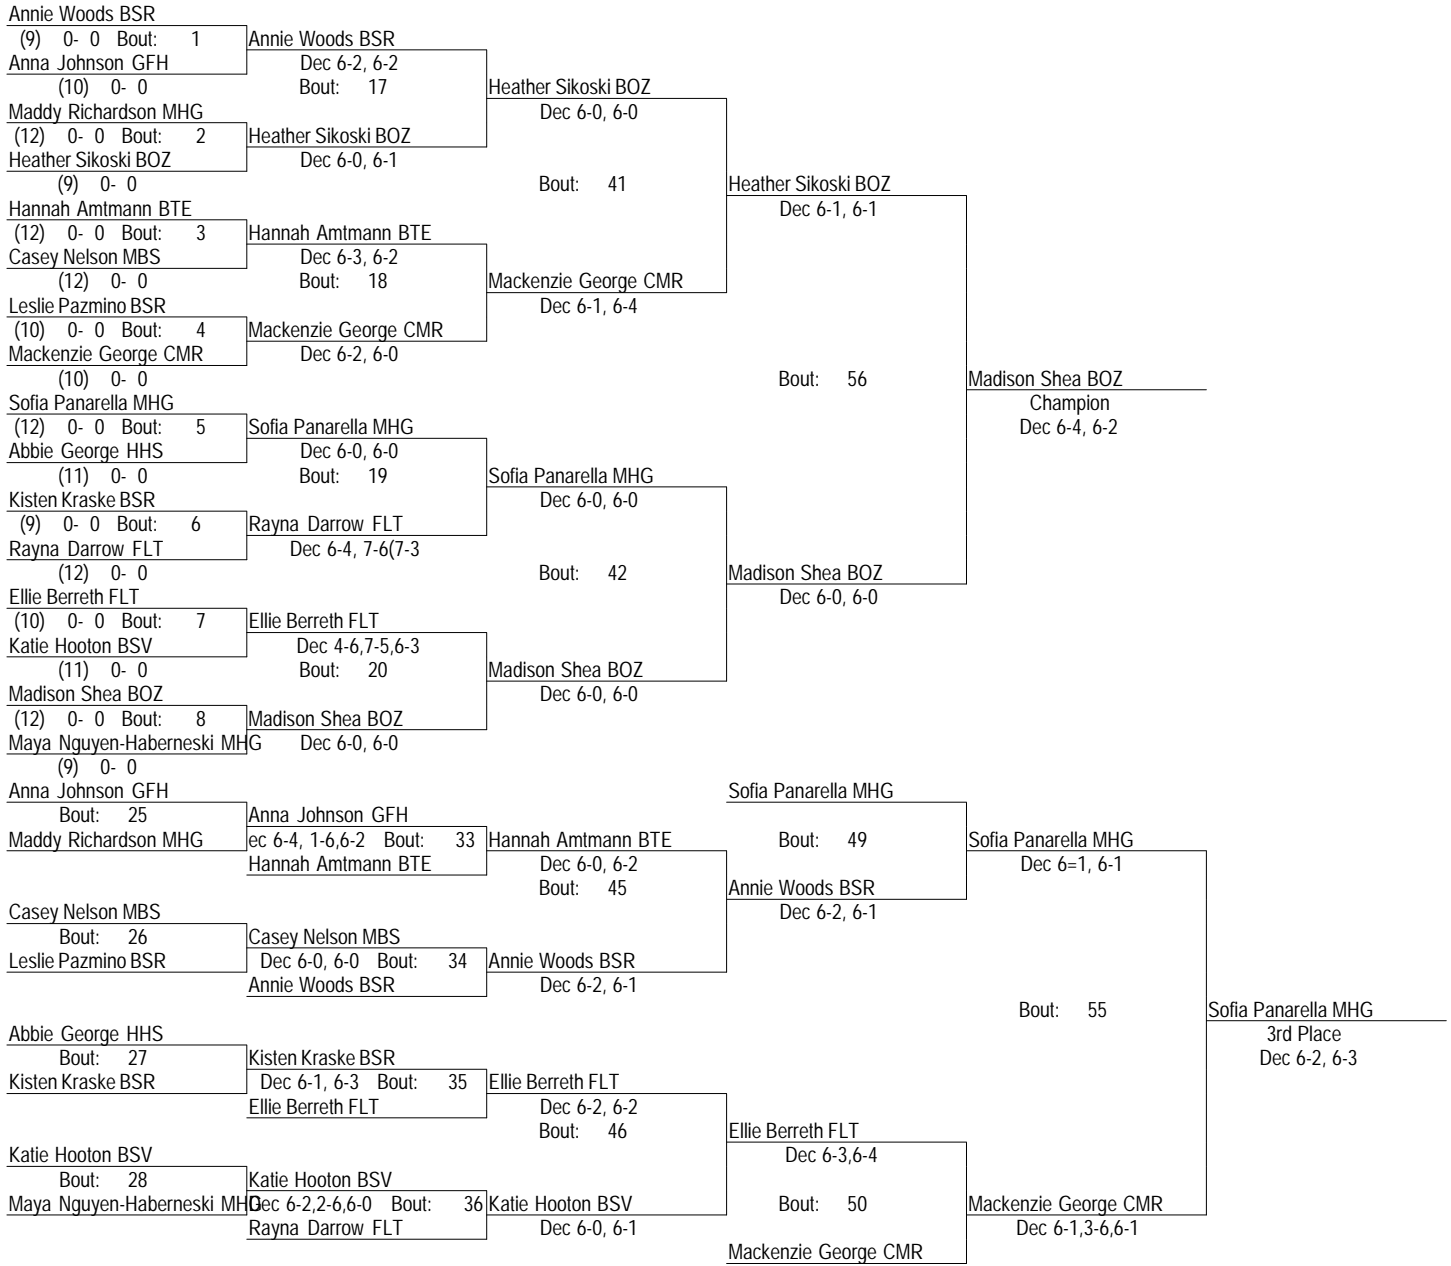 Annie Woods BSR
(9) 0- 0 Bout: 1 Annie Woods BSR
Anna Johnson GFH Dec 6-2, 6-2
(10) 0- 0 Bout: 17 Heather Sikoski BOZ
Maddy Richardson MHG Dec 6-0, 6-0
(12) 0- 0 Bout: 2 Heather Sikoski BOZ
Heather Sikoski BOZ Dec 6-0, 6-1
(9) 0- 0 Bout: 41 Heather Sikoski BOZ
Hannah Amtmann BTE Dec 6-1, 6-1
(12) 0- 0 Bout: 3 Hannah Amtmann BTE
Casey Nelson MBS Dec 6-3, 6-2
(12) 0- 0 Bout: 18 Mackenzie George CMR
Leslie Pazmino BSR Dec 6-1, 6-4
(10) 0- 0 Bout: 4 Mackenzie George CMR
Mackenzie George CMR Dec 6-2, 6-0
(10) 0- 0 Bout: 56 Madison Shea BOZ
Sofia Panarella MHG Champion
(12) 0- 0 Bout: 5 Sofia Panarella MHG Dec 6-4, 6-2
Abbie George HHS Dec 6-0, 6-0
(11) 0- 0 Bout: 19 Sofia Panarella MHG
Kisten Kraske BSR Dec 6-0, 6-0
(9) 0- 0 Bout: 6 Rayna Darrow FLT
Rayna Darrow FLT Dec 6-4, 7-6(7-3
(12) 0- 0 Bout: 42 Madison Shea BOZ
Ellie Berreth FLT Dec 6-0, 6-0
(10) 0- 0 Bout: 7 Ellie Berreth FLT
Katie Hooton BSV Dec 4-6,7-5,6-3
(11) 0- 0 Bout: 20 Madison Shea BOZ
Madison Shea BOZ Dec 6-0, 6-0
(12) 0- 0 Bout: 8 Madison Shea BOZ
Maya Nguyen-Haberneski MHG Dec 6-0, 6-0
(9) 0- 0
Anna Johnson GFH Sofia Panarella MHG
Bout: 25 Anna Johnson GFH
Maddy Richardson MHG ec 6-4, 1-6,6-2 Bout: 33 Hannah Amtmann BTE Bout: 49 Sofia Panarella MHG
Hannah Amtmann BTE Dec 6-0, 6-2 Dec 6=1, 6-1
Bout: 45 Annie Woods BSR
Casey Nelson MBS Dec 6-2, 6-1
Bout: 26 Casey Nelson MBS
Leslie Pazmino BSR Dec 6-0, 6-0 Bout: 34 Annie Woods BSR
Annie Woods BSR Dec 6-2, 6-1
Bout: 55 Sofia Panarella MHG
Abbie George HHS 3rd Place
Bout: 27 Kisten Kraske BSR Dec 6-2, 6-3
Kisten Kraske BSR Dec 6-1, 6-3 Bout: 35 Ellie Berreth FLT
Ellie Berreth FLT Dec 6-2, 6-2
Bout: 46 Ellie Berreth FLT
Katie Hooton BSV Dec 6-3,6-4
Bout: 28 Katie Hooton BSV
Maya Nguyen-Haberneski MHG Dec 6-2,2-6,6-0 Bout: 36 Katie Hooton BSV Bout: 50 Mackenzie George CMR
Rayna Darrow FLT Dec 6-0, 6-1 Dec 6-1,3-6,6-1
Mackenzie George CMR